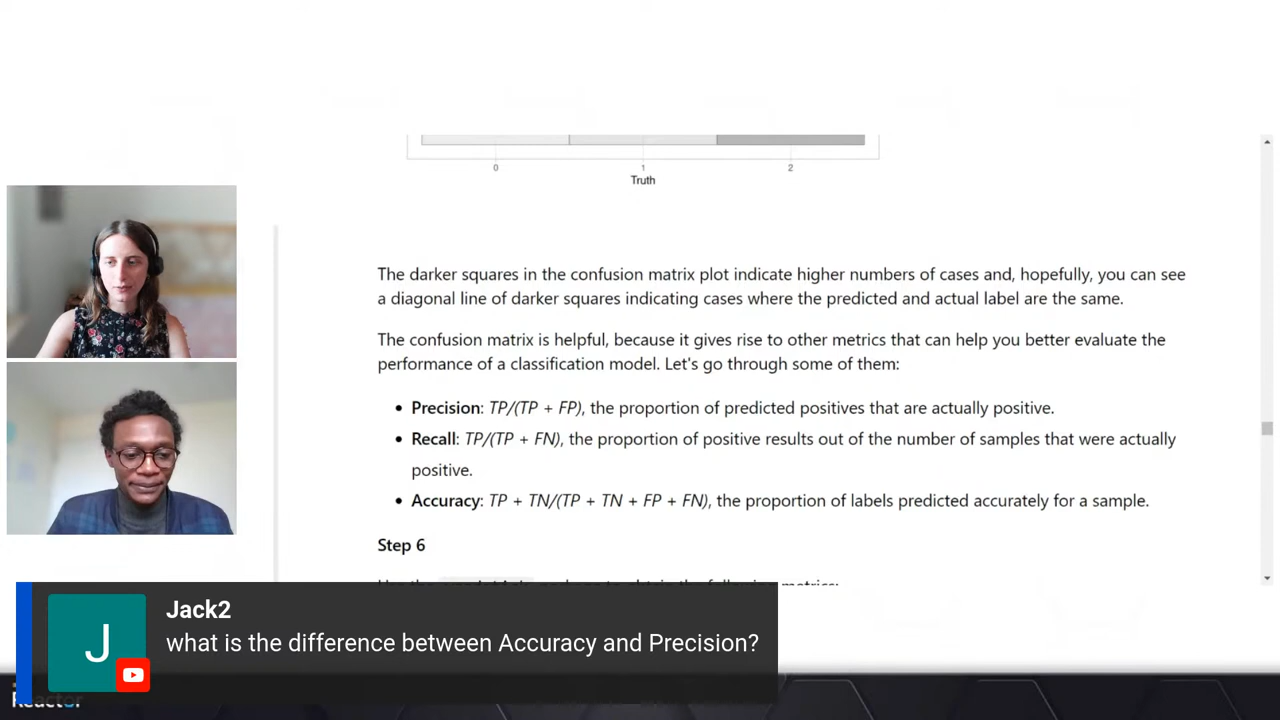 0 1 2
Truth
The darker squares in the confusion matrix plot indicate higher numbers of cases and, hopefully, you can see
a diagonal line of darker squares indicating cases where the predicted and actual label are the same.
The confusion matrix is helpful, because it gives rise to other metrics that can help you better evaluate the
performance of a classification model. Let's go through some of them:
• Precision: TP/(TP + FP), the proportion of predicted positives that are actually positive.
• Recall: TP/(TP + FN), the proportion of positive results out of the number of samples that were actually
positive.
• Accuracy: TP + TN/(TP + TN + FP + FN), the proportion of labels predicted accurately for a sample.
Step 6
J
Jack2
what is the difference between Accuracy and Precision?
Reactor